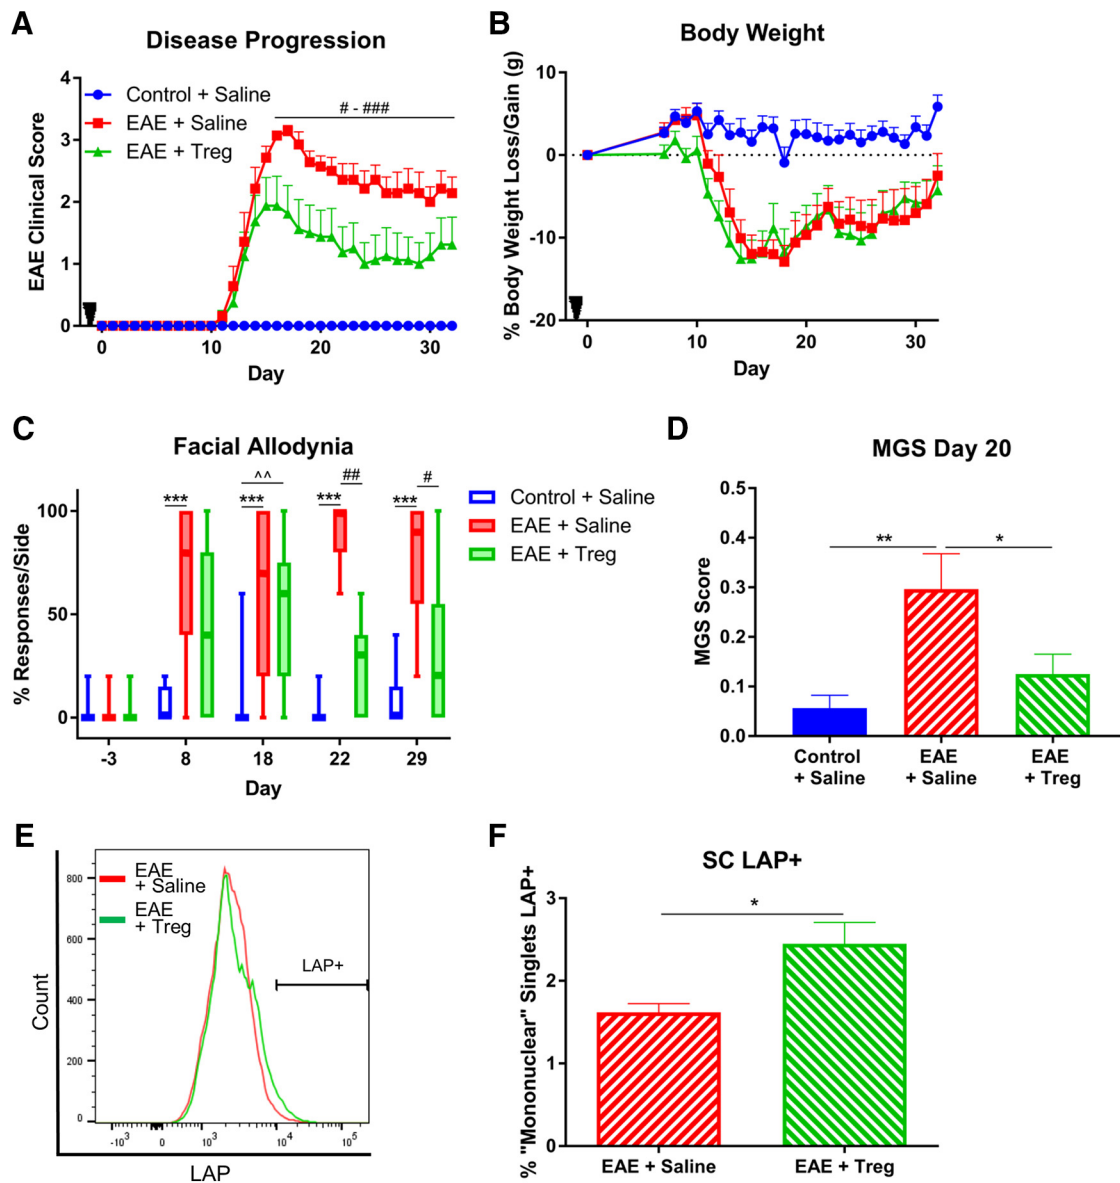 A
Disease Progression
EAE Clinical Score
4
3
2
1
0
Control + Saline
EAE + Saline
EAE + Treg
# - ###
0
10
20
30
Day
B
Body Weight
% Body Weight Loss/Gain (g)
10
0
-10
-20
0
10
20
30
Day
C
Facial Allodynia
% Responses/Side
100
50
0
***
^^
***
***
##
***
#
-3
8
18
22
29
Day
Control + Saline
EAE + Saline
EAE + Treg
D
MGS Day 20
MGS Score
0.5
0.4
0.3
0.2
0.1
0.0
**
*
Control
+ Saline
EAE
+ Saline
EAE
+ Treg
E
EAE
+ Saline
EAE
+ Treg
LAP+
Count
800
600
400
200
0
-10³
0
10³
10⁴
10⁵
LAP
F
SC LAP+
% "Mononuclear" Singlets LAP+
3
2
1
0
*
EAE + Saline
EAE + Treg